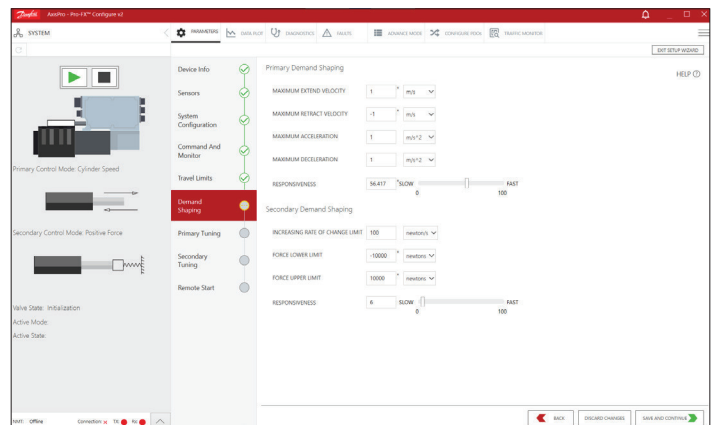 Danfoss AxisPro - Pro-FX™ Configure v2
SYSTEM
PARAMETERS DATA PLOT DIAGNOSTICS FAULTS ADVANCE MODE CONFIGURE PDOS TRAFFIC MONITOR
EXIT SETUP WIZARD
HELP
Primary Control Mode: Cylinder Speed
Secondary Control Mode: Positive Force
Valve State: Initialization
Active Mode:
Active State:
NMT: Offline Connection: TX: RX:
Device Info
Sensors
System
Configuration
Command And
Monitor
Travel Limits
Demand
Shaping
Primary Tuning
Secondary
Tuning
Remote Start
Primary Demand Shaping
MAXIMUM EXTEND VELOCITY 1 * m/s
MAXIMUM RETRACT VELOCITY -1 * m/s
MAXIMUM ACCELERATION 1 m/s^2
MAXIMUM DECELERATION 1 m/s^2
RESPONSIVENESS 56,417 * SLOW FAST
0 100
Secondary Demand Shaping
INCREASING RATE OF CHANGE LIMIT 100 newton/s
FORCE LOWER LIMIT -10000 * newtons
FORCE UPPER LIMIT 10000 * newtons
RESPONSIVENESS 6 SLOW FAST
0 100
BACK DISCARD CHANGES SAVE AND CONTINUE